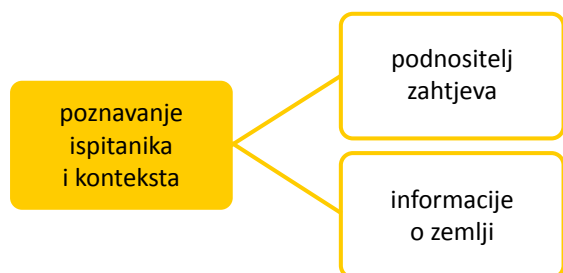 poznavanje
ispitanika
i konteksta
podnositelj
zahtjeva
informacije
o zemlji